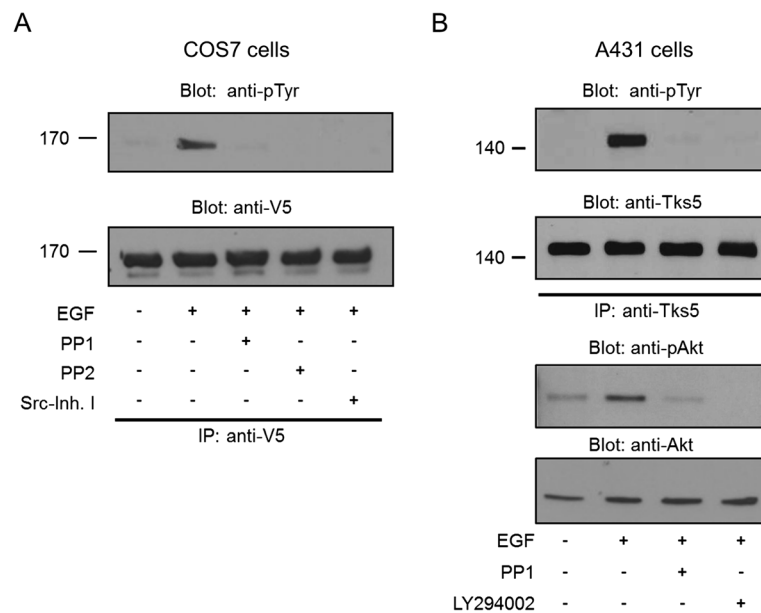 A
COS7 cells
Blot: anti-pTyr
170
Blot: anti-V5
170
EGF - + + + +
PP1 - - + - -
PP2 - - - + -
Src-Inh. I - - - - +
IP: anti-V5
B
A431 cells
Blot: anti-pTyr
140
Blot: anti-Tks5
140
IP: anti-Tks5
Blot: anti-pAkt
Blot: anti-Akt
EGF - + + +
PP1 - - + -
LY294002 - - - +